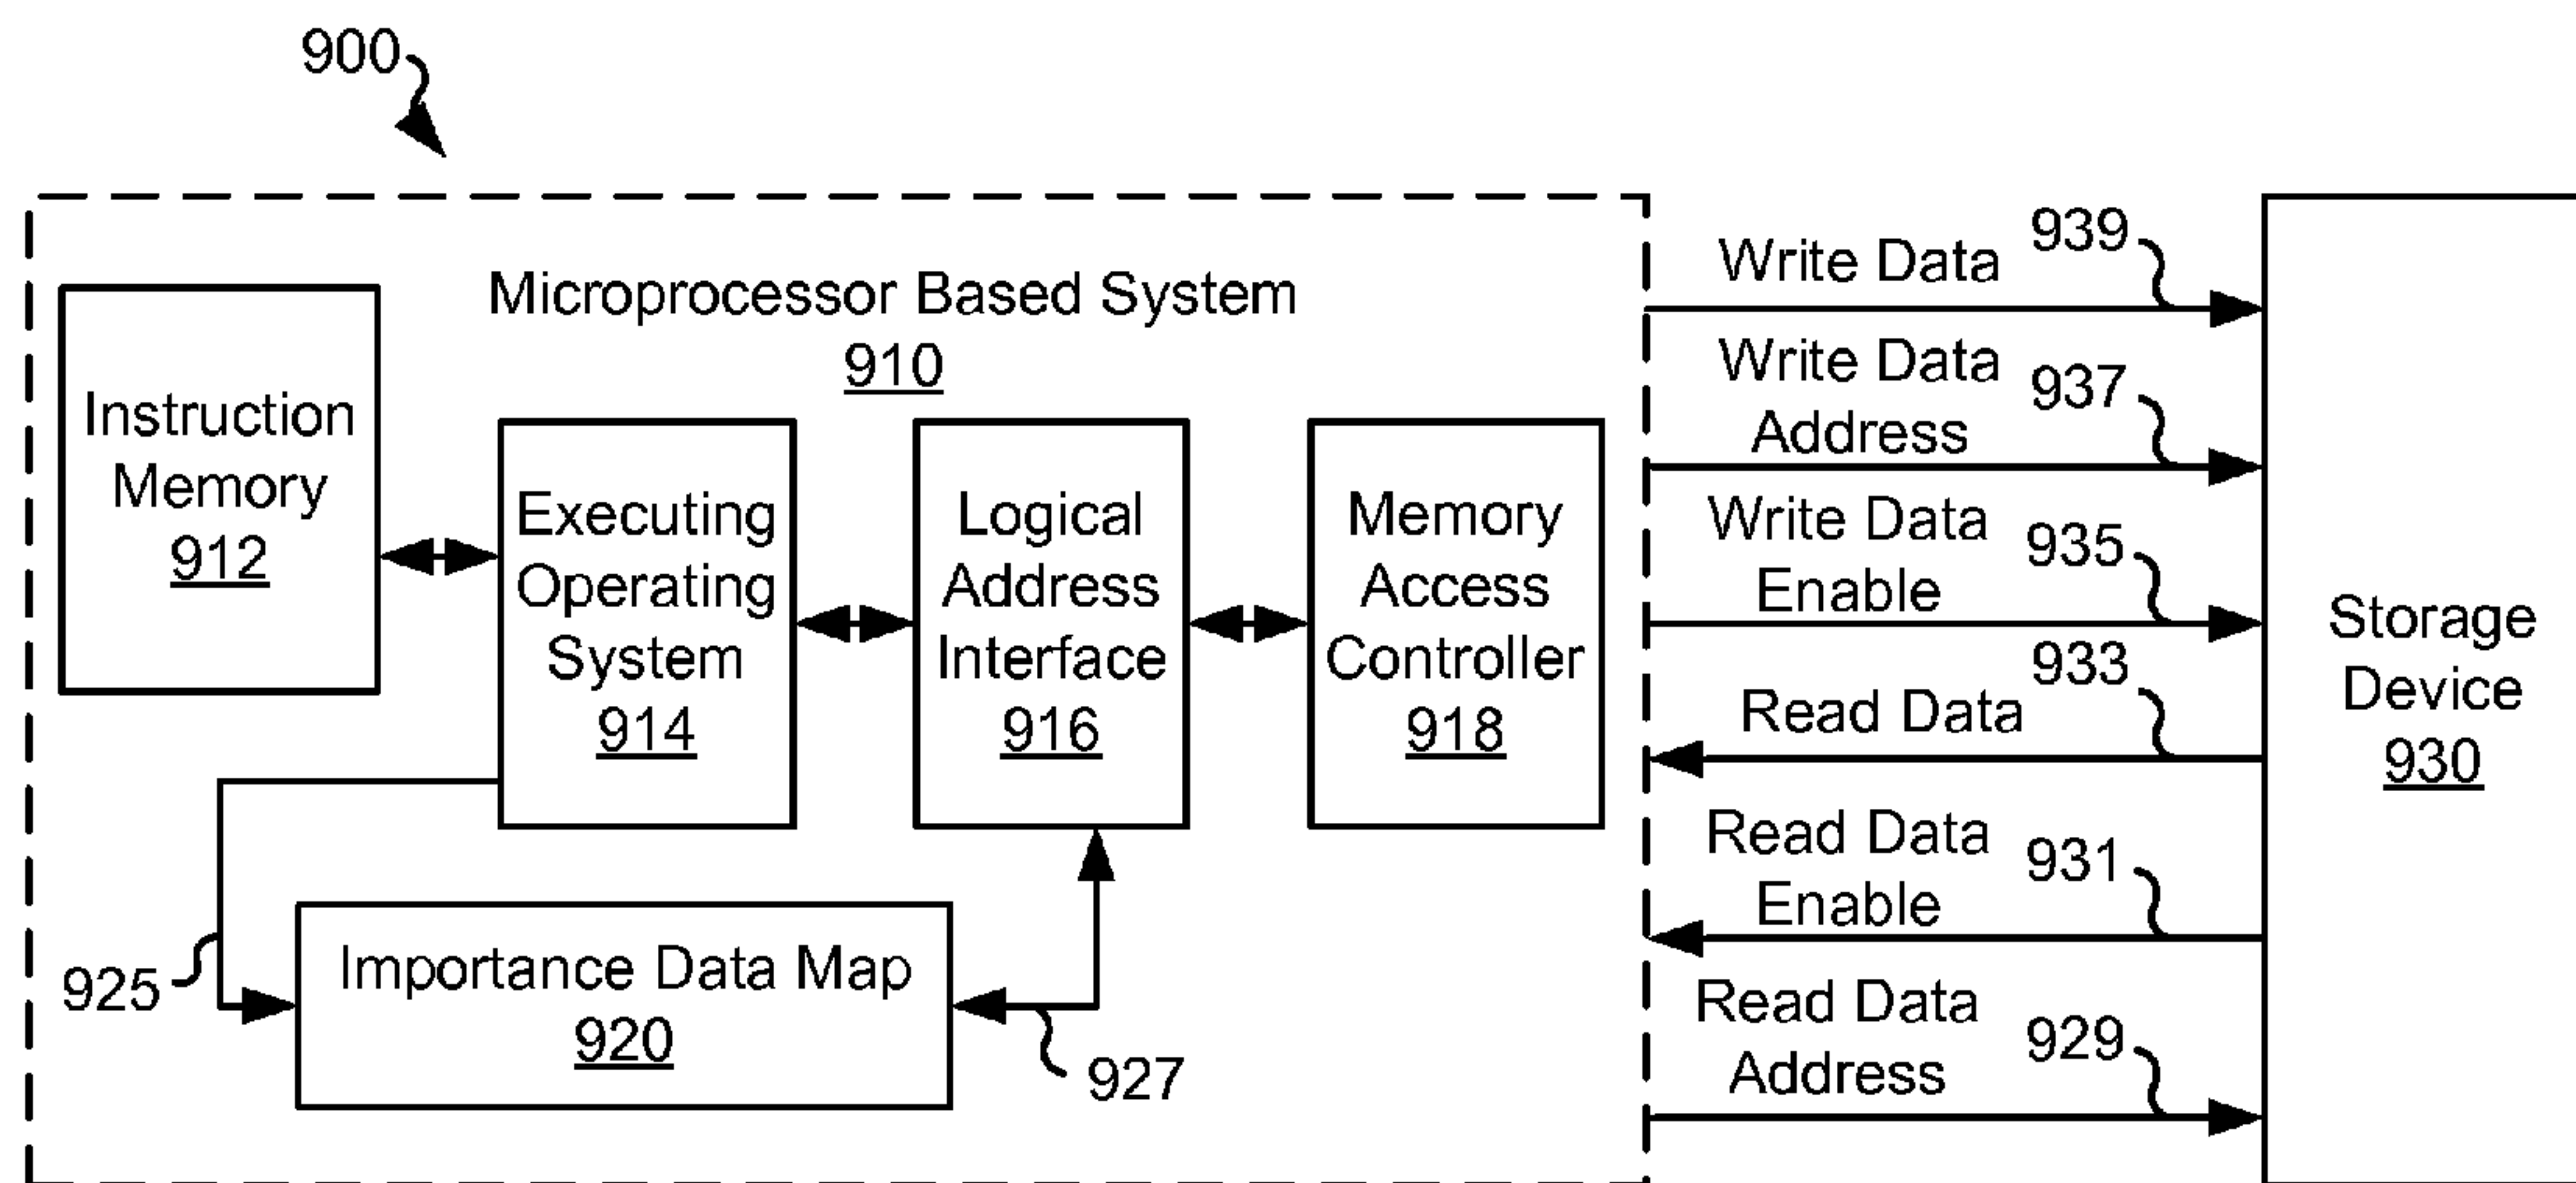 900
Microprocessor Based System
910
Instruction
Memory
912
Executing
Operating
System
914
Logical
Address
Interface
916
Memory
Access
Controller
918
925
Importance Data Map
920
927
Write Data
939
Write Data
Address
937
Write Data
Enable
935
Read Data
933
Read Data
Enable
931
Read Data
Address
929
Storage
Device
930